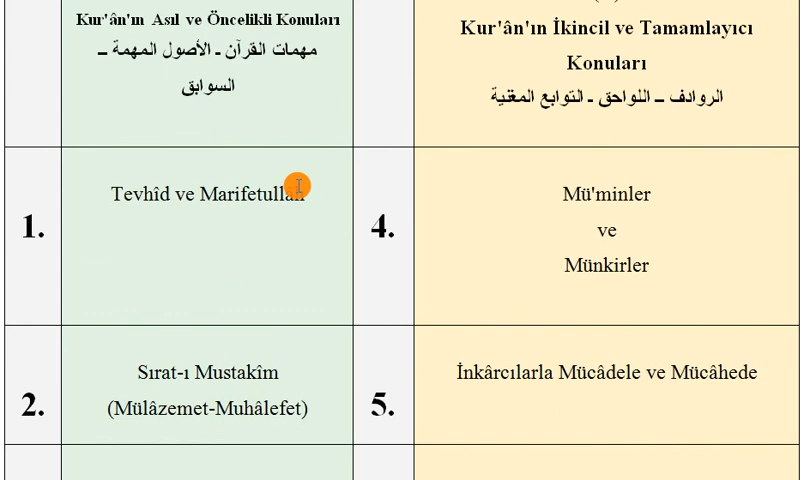 Kur'ân'ın Asıl ve Öncelikli Konuları
مهمات القرآن ـ الأصول المهمة ــ
السوابق
Kur'ân'ın İkincil ve Tamamlayıcı
Konuları
الروادف ــ اللواحق ـ التوابع المغنية
1.
Tevhîd ve Marifetullah
4.
Mü'minler
ve
Münkirler
2.
Sırat-ı Mustakîm
(Mülâzemet-Muhâlefet)
5.
İnkârcılarla Mücâdele ve Mücâhede